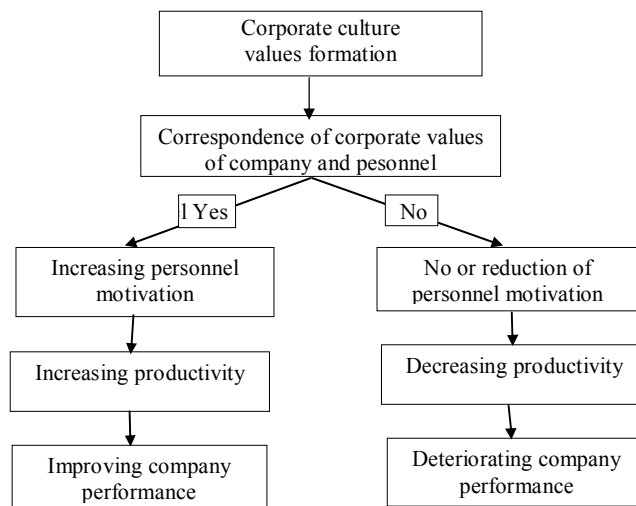 Corporate culture
values formation
Correspondence of corporate values
of company and pesonnel
l Yes
No
Increasing personnel
motivation
No or reduction of
personnel motivation
Increasing productivity
Decreasing productivity
Improving company
performance
Deteriorating company
performance